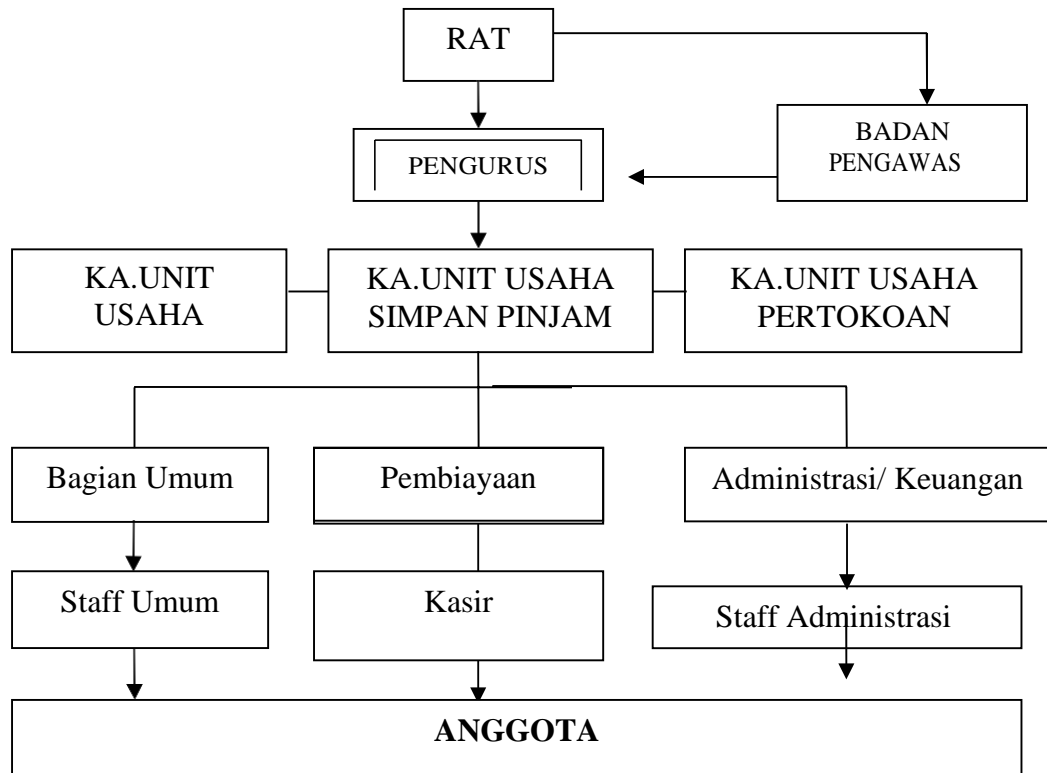 RAT
BADAN
PENGAWAS
PENGURUS
KA.UNIT
USAHA
KA.UNIT USAHA
SIMPAN PINJAM
KA.UNIT USAHA
PERTOKOAN
Bagian Umum
Pembiayaan
Administrasi/ Keuangan
Staff Umum
Kasir
Staff Administrasi
ANGGOTA